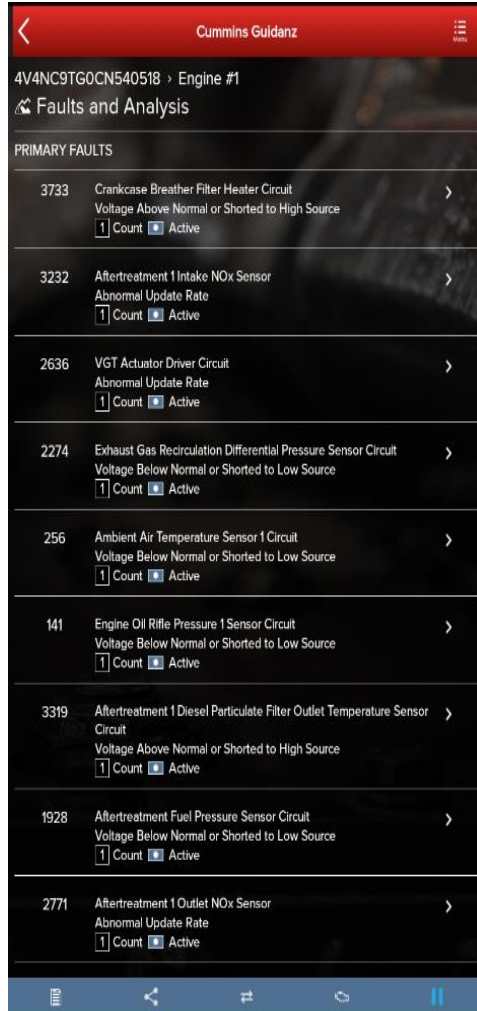 Cummins Guidanz
Menu
4V4NC9TG0CN540518 › Engine #1
Faults and Analysis
PRIMARY FAULTS
3733 Crankcase Breather Filter Heater Circuit
Voltage Above Normal or Shorted to High Source
1 Count Active
3232 Aftertreatment 1 Intake NOx Sensor
Abnormal Update Rate
1 Count Active
2636 VGT Actuator Driver Circuit
Abnormal Update Rate
1 Count Active
2274 Exhaust Gas Recirculation Differential Pressure Sensor Circuit
Voltage Below Normal or Shorted to Low Source
1 Count Active
256 Ambient Air Temperature Sensor 1 Circuit
Voltage Below Normal or Shorted to Low Source
1 Count Active
141 Engine Oil Rifle Pressure 1 Sensor Circuit
Voltage Below Normal or Shorted to Low Source
1 Count Active
3319 Aftertreatment 1 Diesel Particulate Filter Outlet Temperature Sensor
Circuit
Voltage Above Normal or Shorted to High Source
1 Count Active
1928 Aftertreatment Fuel Pressure Sensor Circuit
Voltage Below Normal or Shorted to Low Source
1 Count Active
2771 Aftertreatment 1 Outlet NOx Sensor
Abnormal Update Rate
1 Count Active